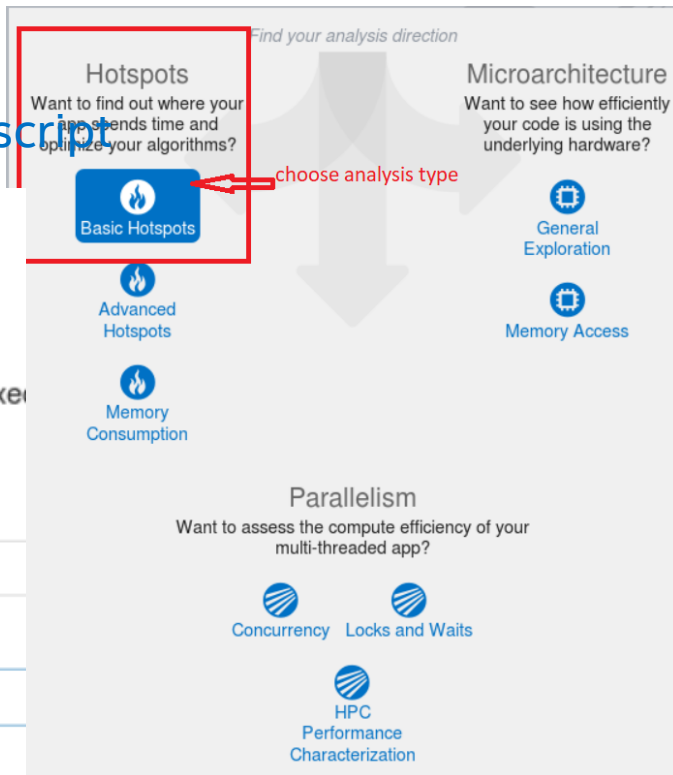 Find your analysis direction
Hotspots
Want to find out where your
app spends time and
optimize your algorithms?
script
Basic Hotspots
choose analysis type
Advanced
Hotspots
Memory
Consumption
Microarchitecture
Want to see how efficiently
your code is using the
underlying hardware?
General
Exploration
Memory Access
Parallelism
Want to assess the compute efficiency of your
multi-threaded app?
Concurrency
Locks and Waits
HPC
Performance
Characterization